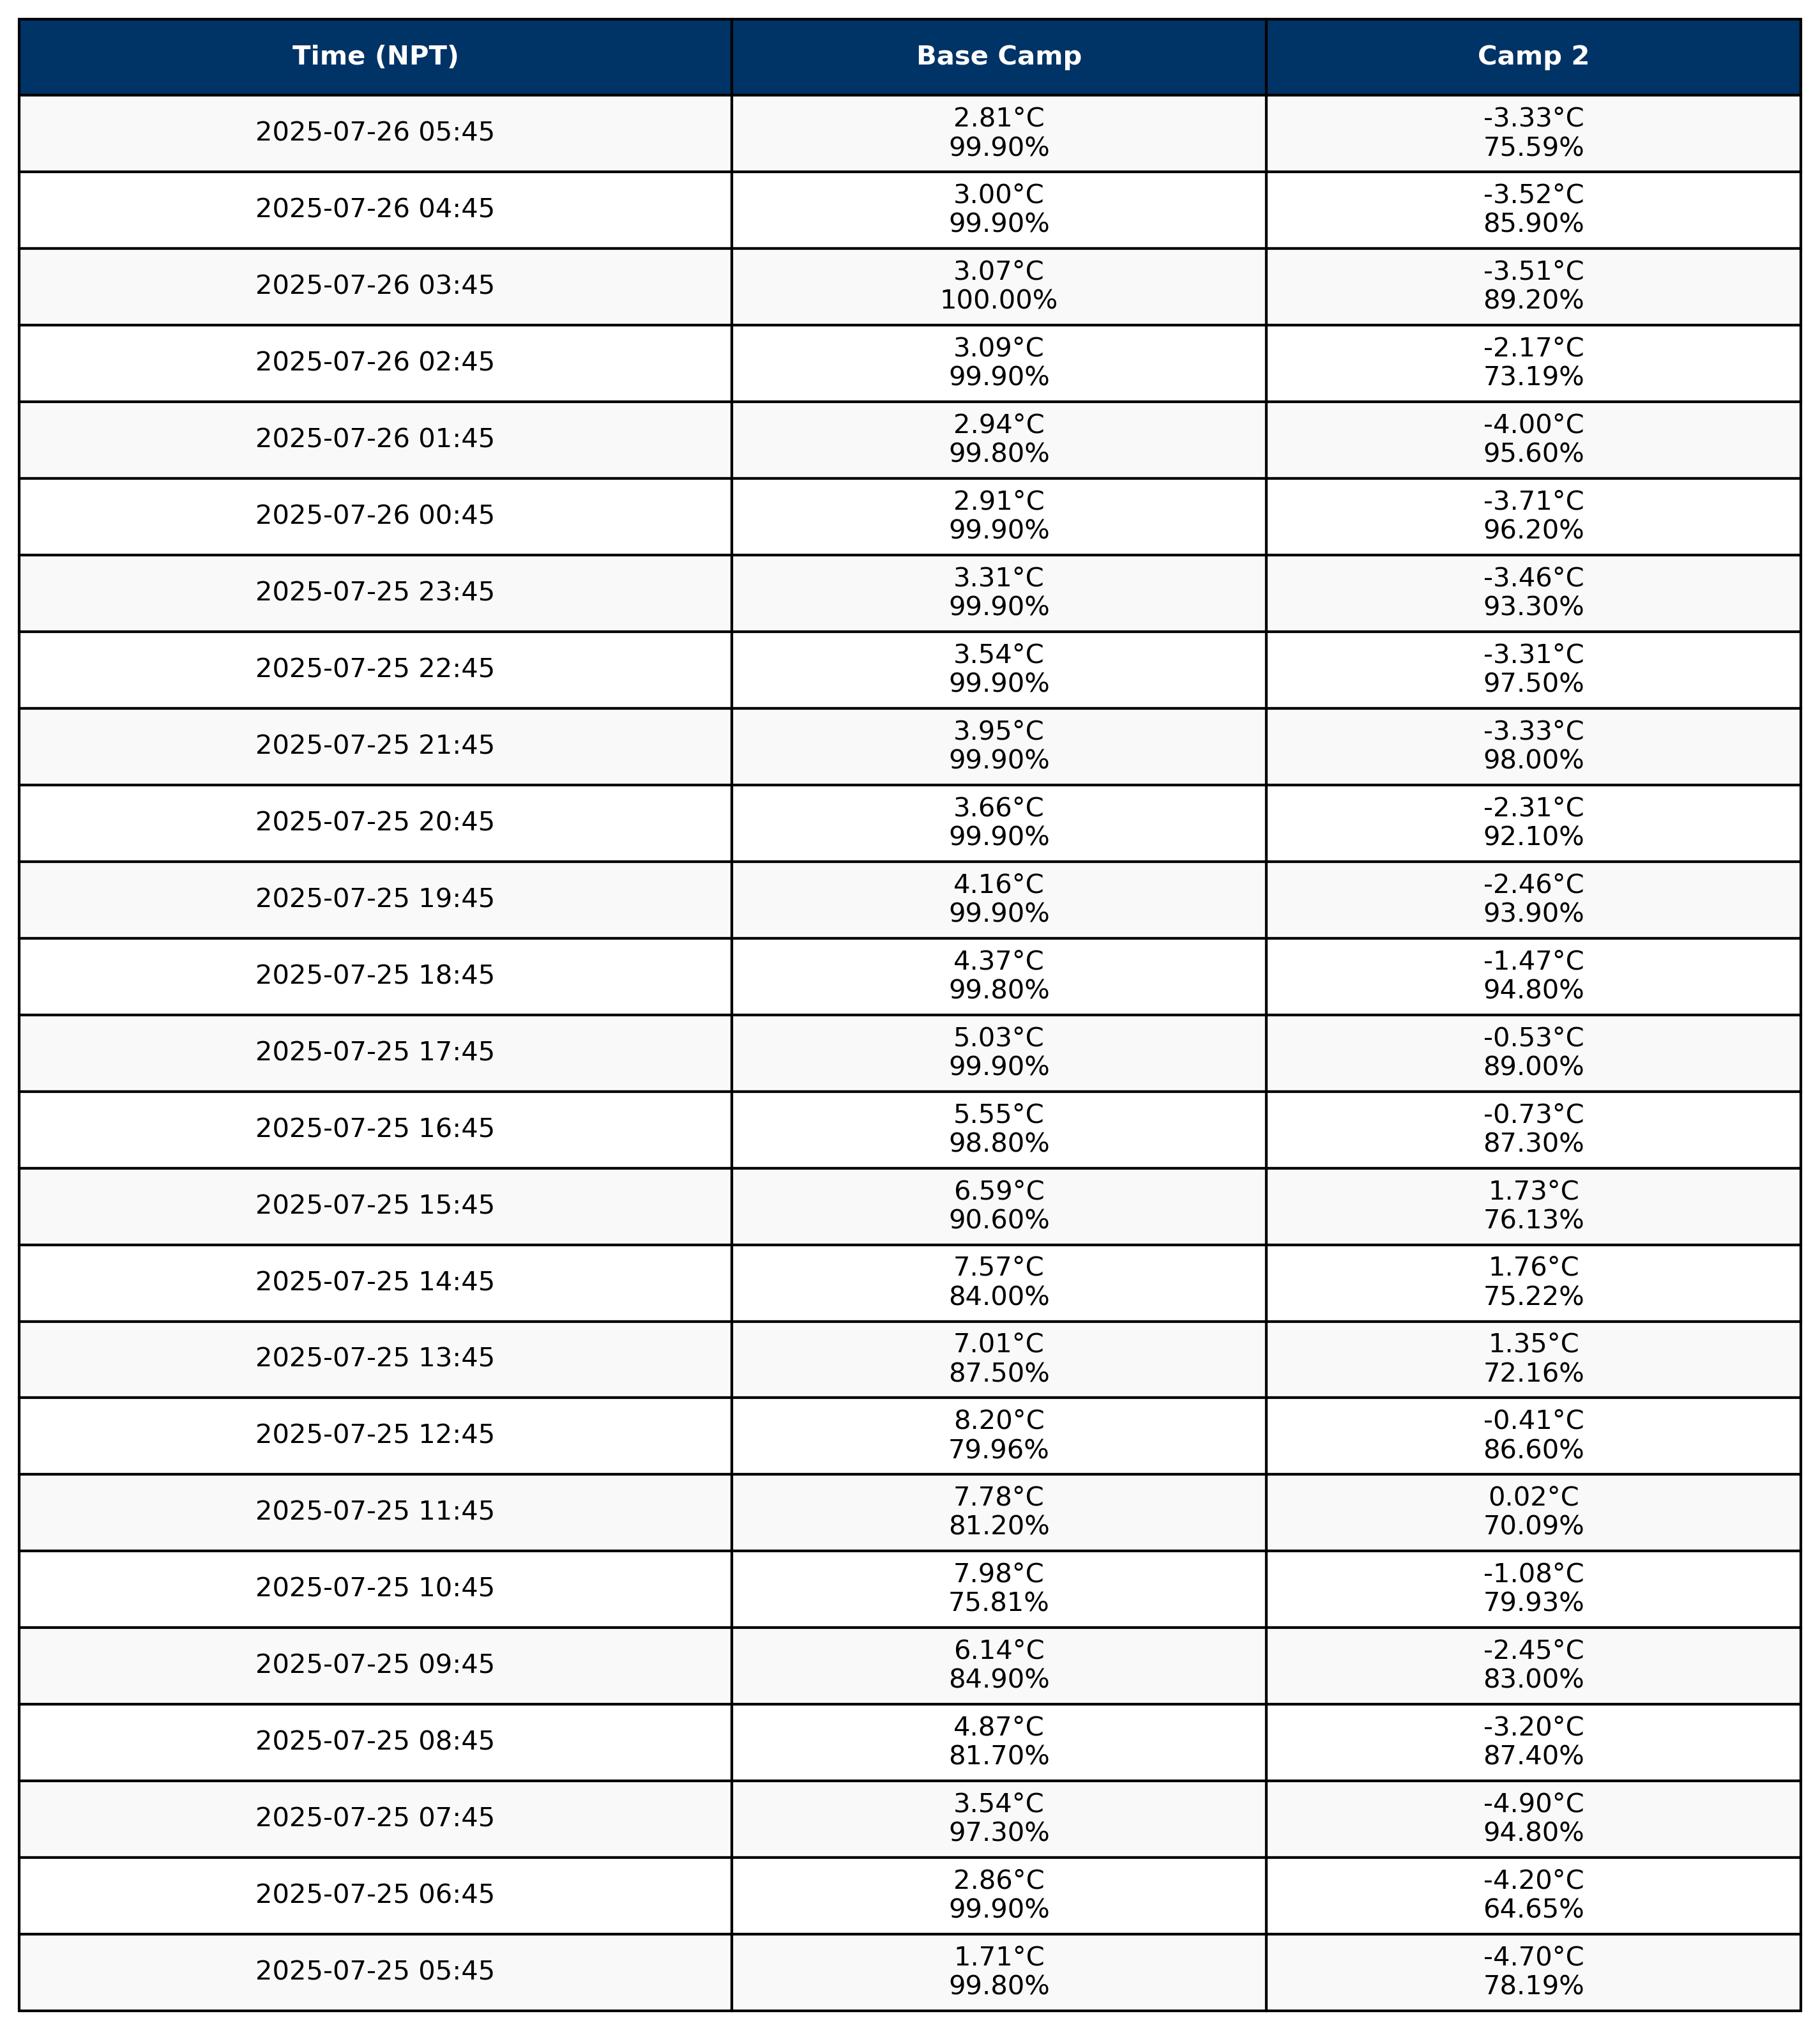 Time (NPT) Base Camp Camp 2
2025-07-26 05:45 2.81°C -3.33°C
99.90% 75.59%
2025-07-26 04:45 3.00°C -3.52°C
99.90% 85.90%
2025-07-26 03:45 3.07°C -3.51°C
100.00% 89.20%
2025-07-26 02:45 3.09°C -2.17°C
99.90% 73.19%
2025-07-26 01:45 2.94°C -4.00°C
99.80% 95.60%
2025-07-26 00:45 2.91°C -3.71°C
99.90% 96.20%
2025-07-25 23:45 3.31°C -3.46°C
99.90% 93.30%
2025-07-25 22:45 3.54°C -3.31°C
99.90% 97.50%
2025-07-25 21:45 3.95°C -3.33°C
99.90% 98.00%
2025-07-25 20:45 3.66°C -2.31°C
99.90% 92.10%
2025-07-25 19:45 4.16°C -2.46°C
99.90% 93.90%
2025-07-25 18:45 4.37°C -1.47°C
99.80% 94.80%
2025-07-25 17:45 5.03°C -0.53°C
99.90% 89.00%
2025-07-25 16:45 5.55°C -0.73°C
98.80% 87.30%
2025-07-25 15:45 6.59°C 1.73°C
90.60% 76.13%
2025-07-25 14:45 7.57°C 1.76°C
84.00% 75.22%
2025-07-25 13:45 7.01°C 1.35°C
87.50% 72.16%
2025-07-25 12:45 8.20°C -0.41°C
79.96% 86.60%
2025-07-25 11:45 7.78°C 0.02°C
81.20% 70.09%
2025-07-25 10:45 7.98°C -1.08°C
75.81% 79.93%
2025-07-25 09:45 6.14°C -2.45°C
84.90% 83.00%
2025-07-25 08:45 4.87°C -3.20°C
81.70% 87.40%
2025-07-25 07:45 3.54°C -4.90°C
97.30% 94.80%
2025-07-25 06:45 2.86°C -4.20°C
99.90% 64.65%
2025-07-25 05:45 1.71°C -4.70°C
99.80% 78.19%